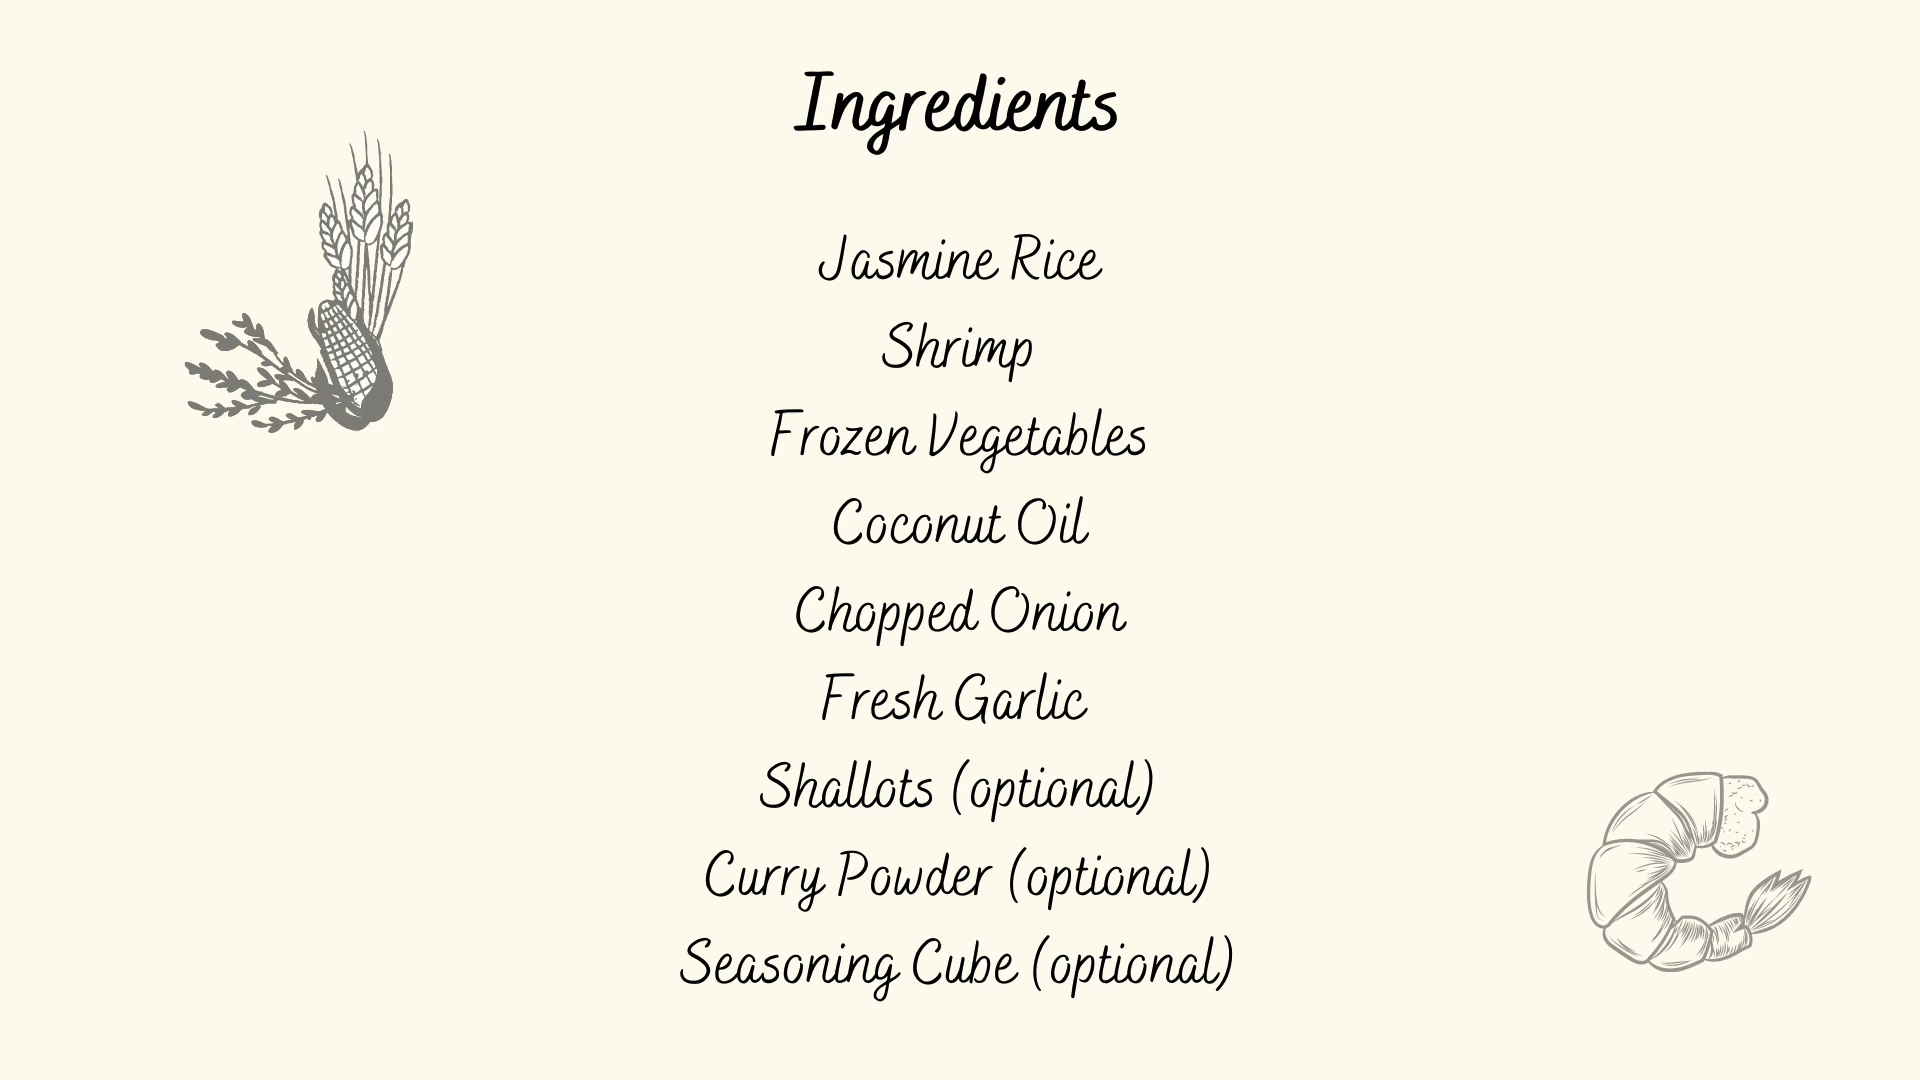 Ingredients
Jasmine Rice
Shrimp
Frozen Vegetables
Coconut Oil
Chopped Onion
Fresh Garlic
Shallots (optional)
Curry Powder (optional)
Seasoning Cube (optional)